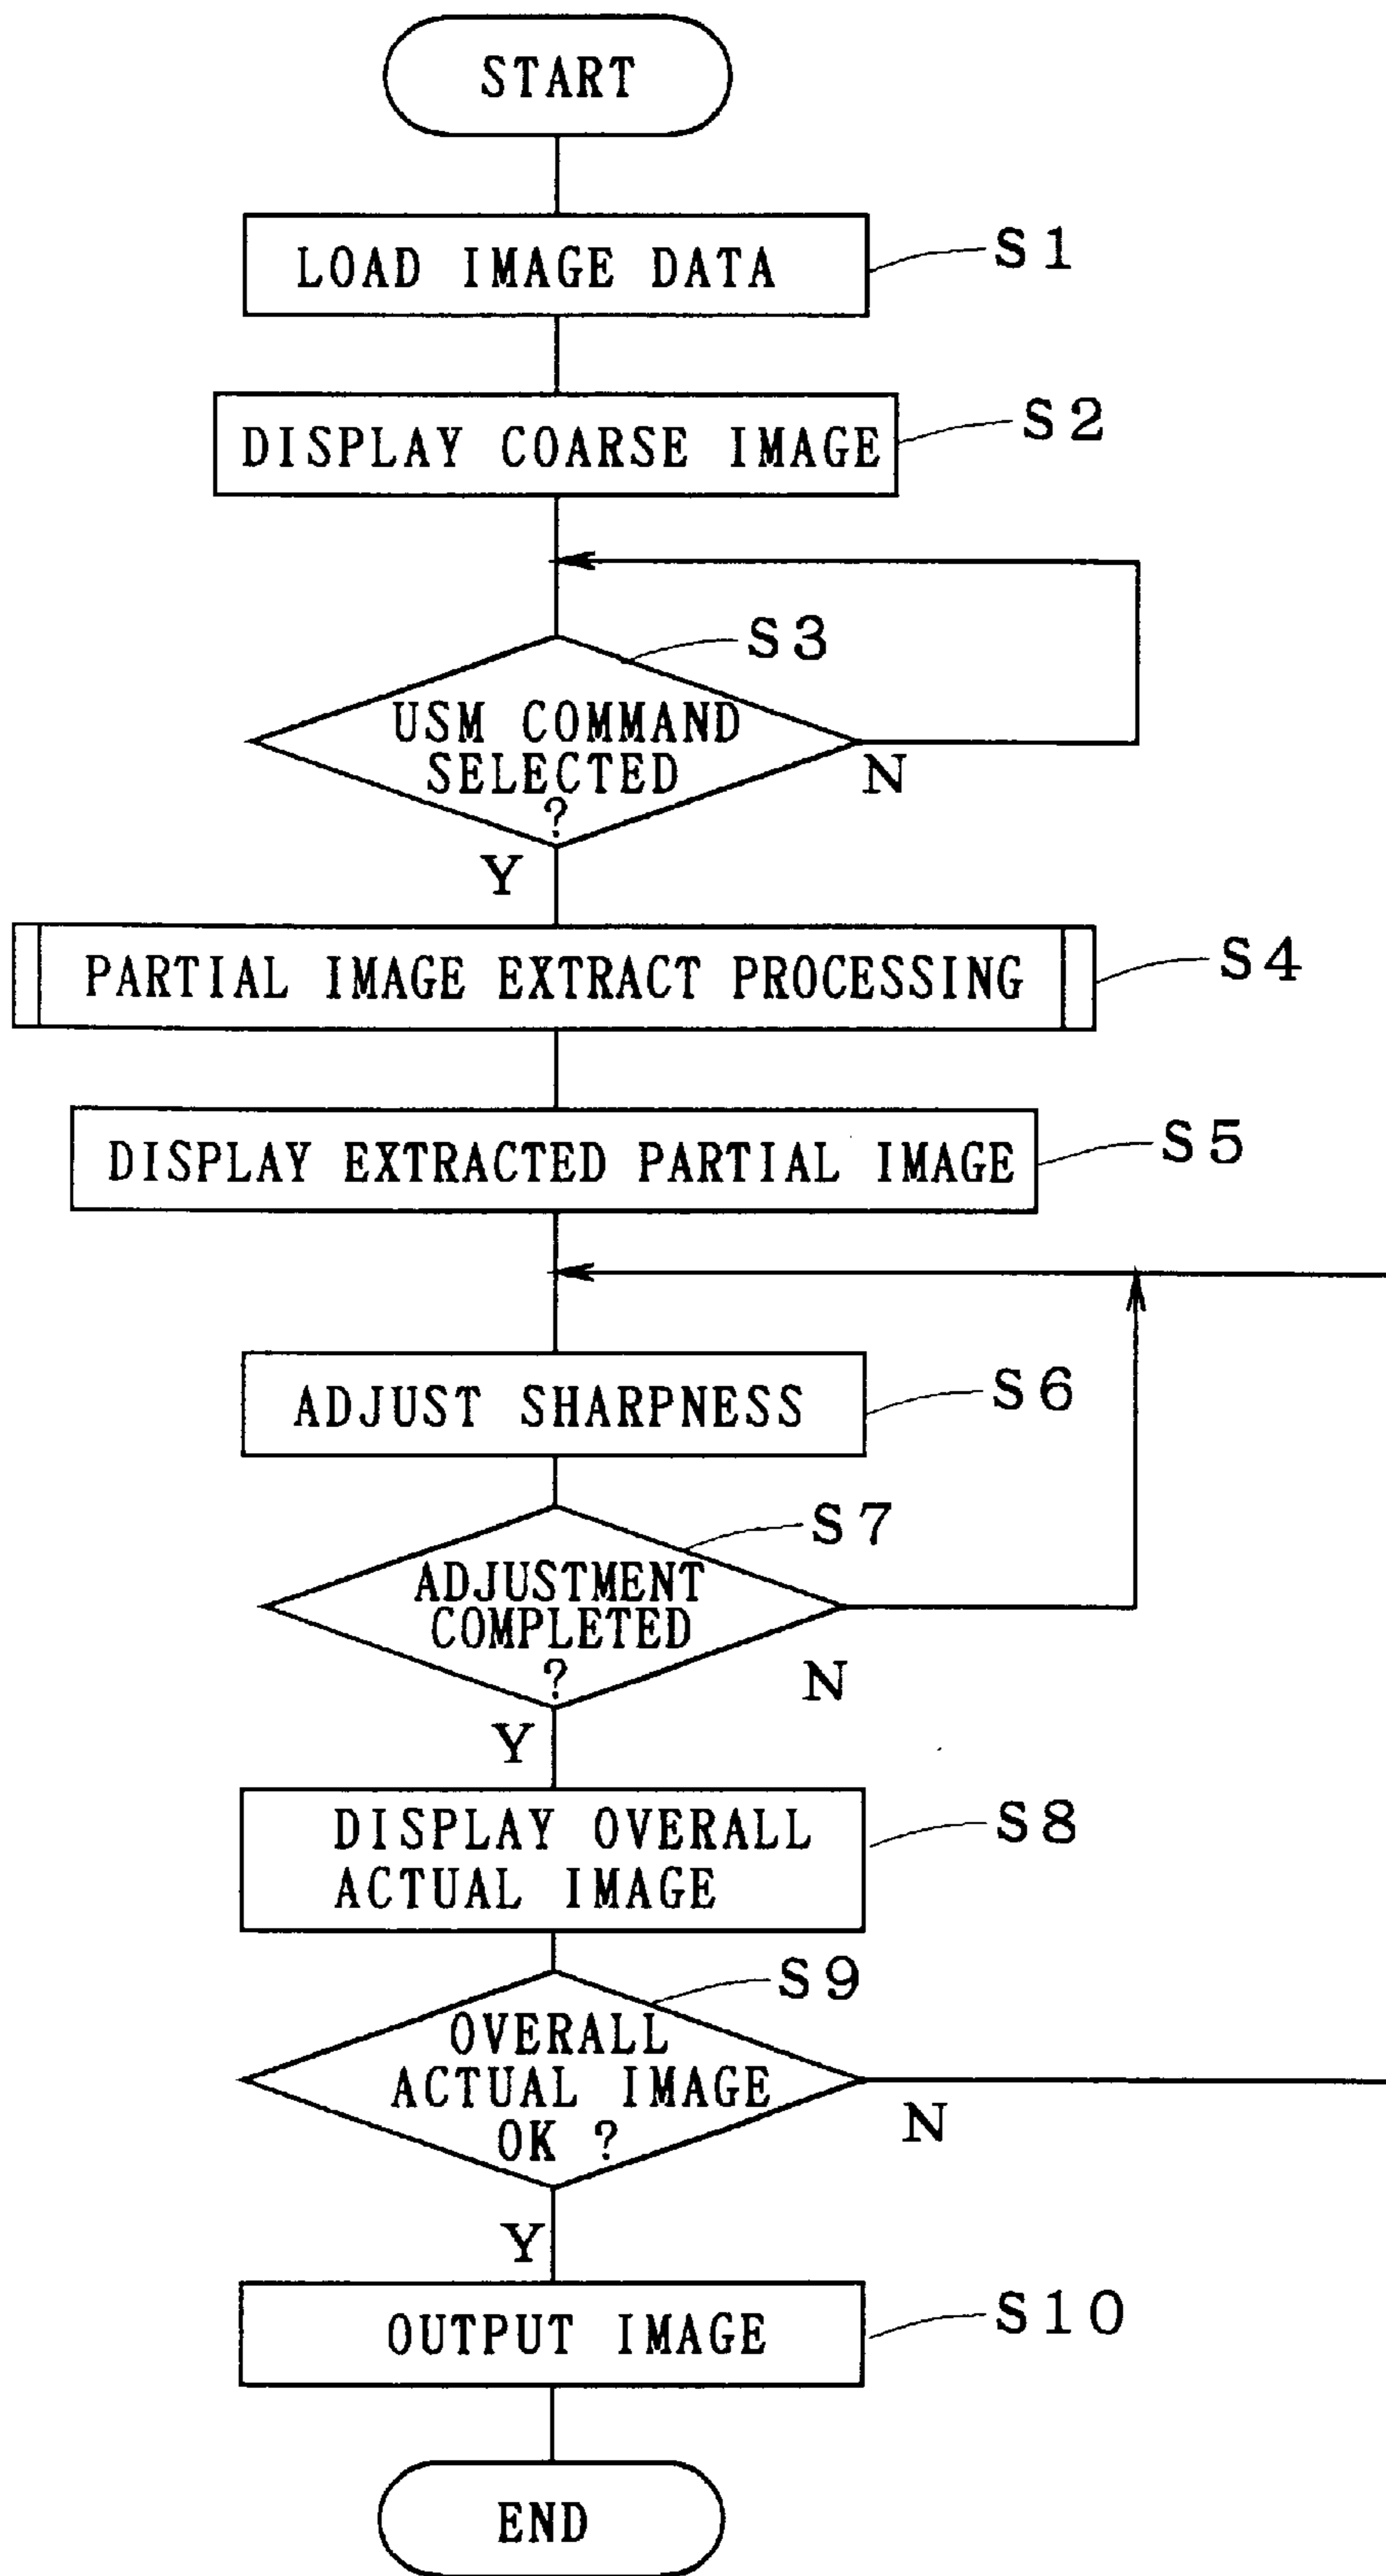 START
LOAD IMAGE DATA
S1
DISPLAY COARSE IMAGE
S2
S3
USM COMMAND
SELECTED
?
N
Y
PARTIAL IMAGE EXTRACT PROCESSING
S4
DISPLAY EXTRACTED PARTIAL IMAGE
S5
ADJUST SHARPNESS
S6
S7
ADJUSTMENT
COMPLETED
?
N
Y
DISPLAY OVERALL
ACTUAL IMAGE
S8
S9
OVERALL
ACTUAL IMAGE
OK ?
N
Y
OUTPUT IMAGE
S10
END